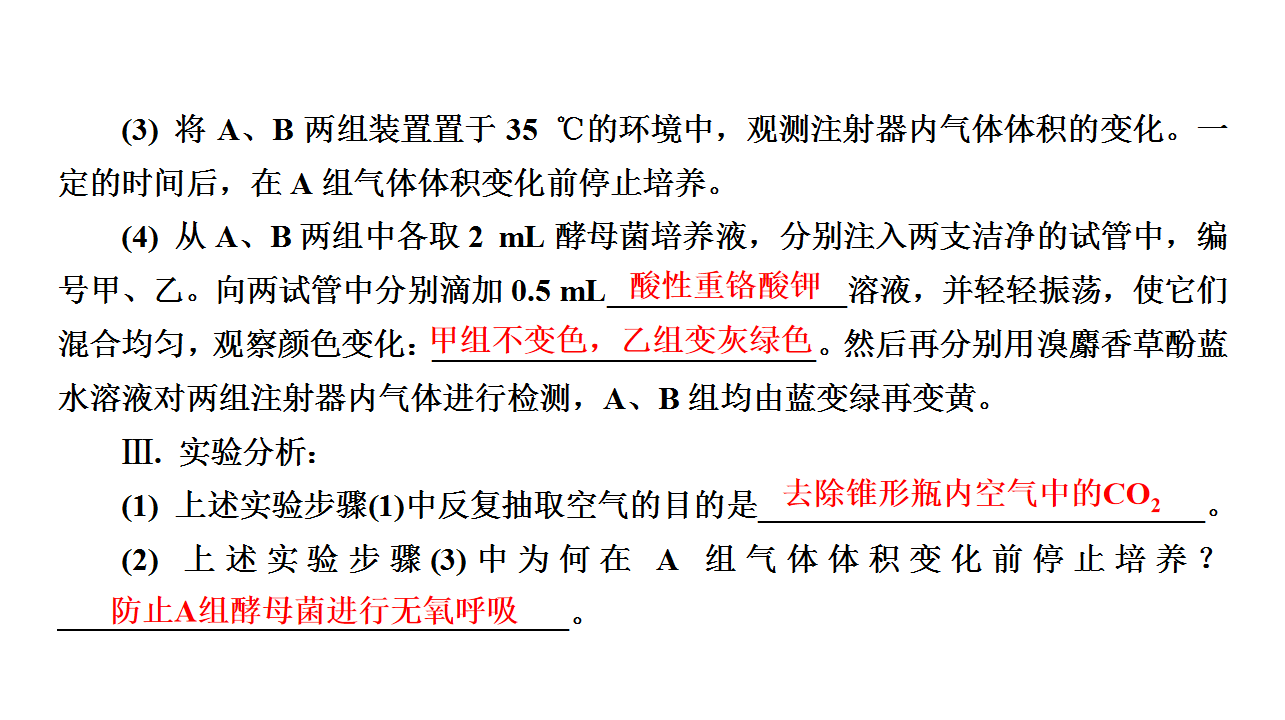 (3) 将 A、B 两组装置置于 35 ℃的环境中，观测注射器内气体体积的变化。一
定的时间后，在 A 组气体体积变化前停止培养。
(4) 从 A、B 两组中各取 2 mL 酵母菌培养液，分别注入两支洁净的试管中，编
号甲、乙。向两试管中分别滴加 0.5 mL 酸性重铬酸钾 溶液，并轻轻振荡，使它们
混合均匀，观察颜色变化：甲组不变色，乙组变灰绿色。然后再分别用溴麝香草酚蓝
水溶液对两组注射器内气体进行检测，A、B 组均由蓝变绿再变黄。
Ⅲ. 实验分析：
(1) 上述实验步骤(1)中反复抽取空气的目的是 去除锥形瓶内空气中的CO₂ 。
(2) 上述实验步骤(3)中为何在 A 组气体体积变化前停止培养？
防止A组酵母菌进行无氧呼吸 。